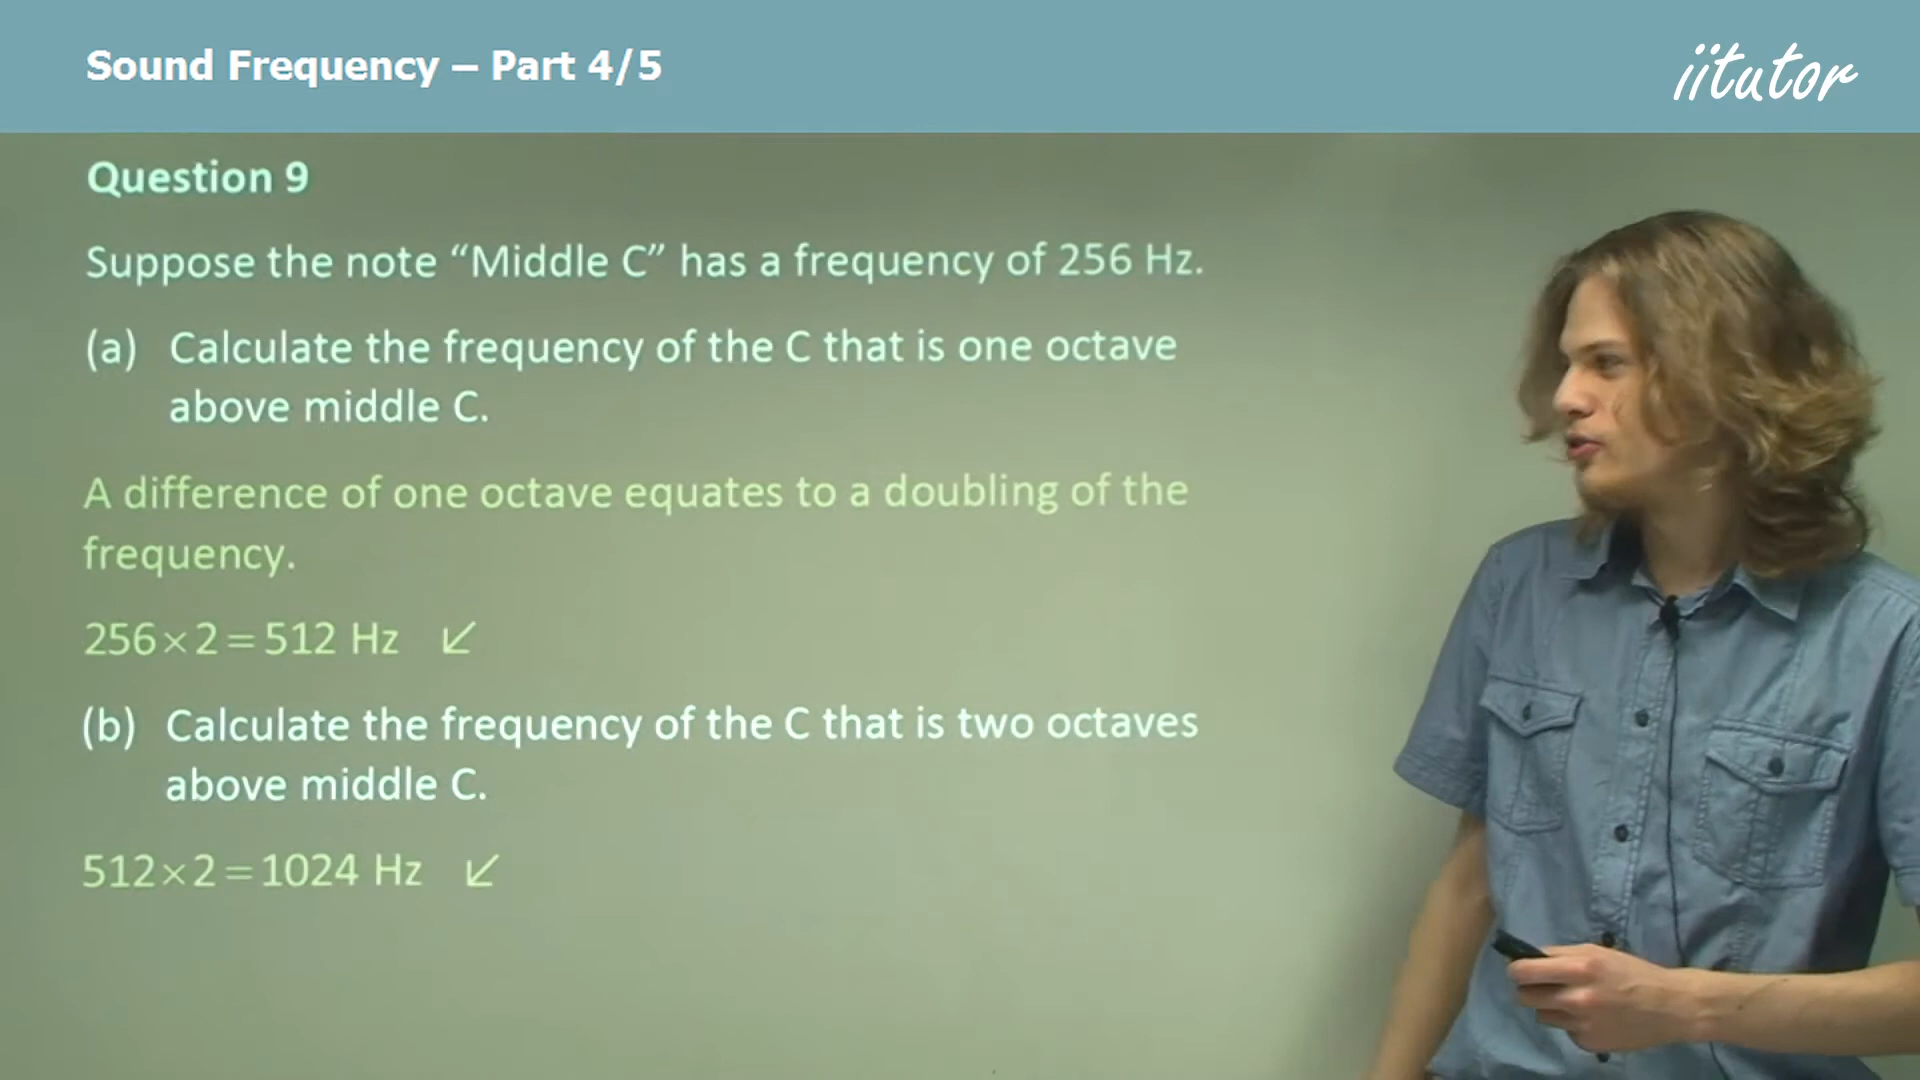 Sound Frequency – Part 4/5
iitutor
Question 9
Suppose the note “Middle C” has a frequency of 256 Hz.
(a) Calculate the frequency of the C that is one octave
above middle C.
A difference of one octave equates to a doubling of the
frequency.
256×2=512 Hz ↙
(b) Calculate the frequency of the C that is two octaves
above middle C.
512×2=1024 Hz ↙